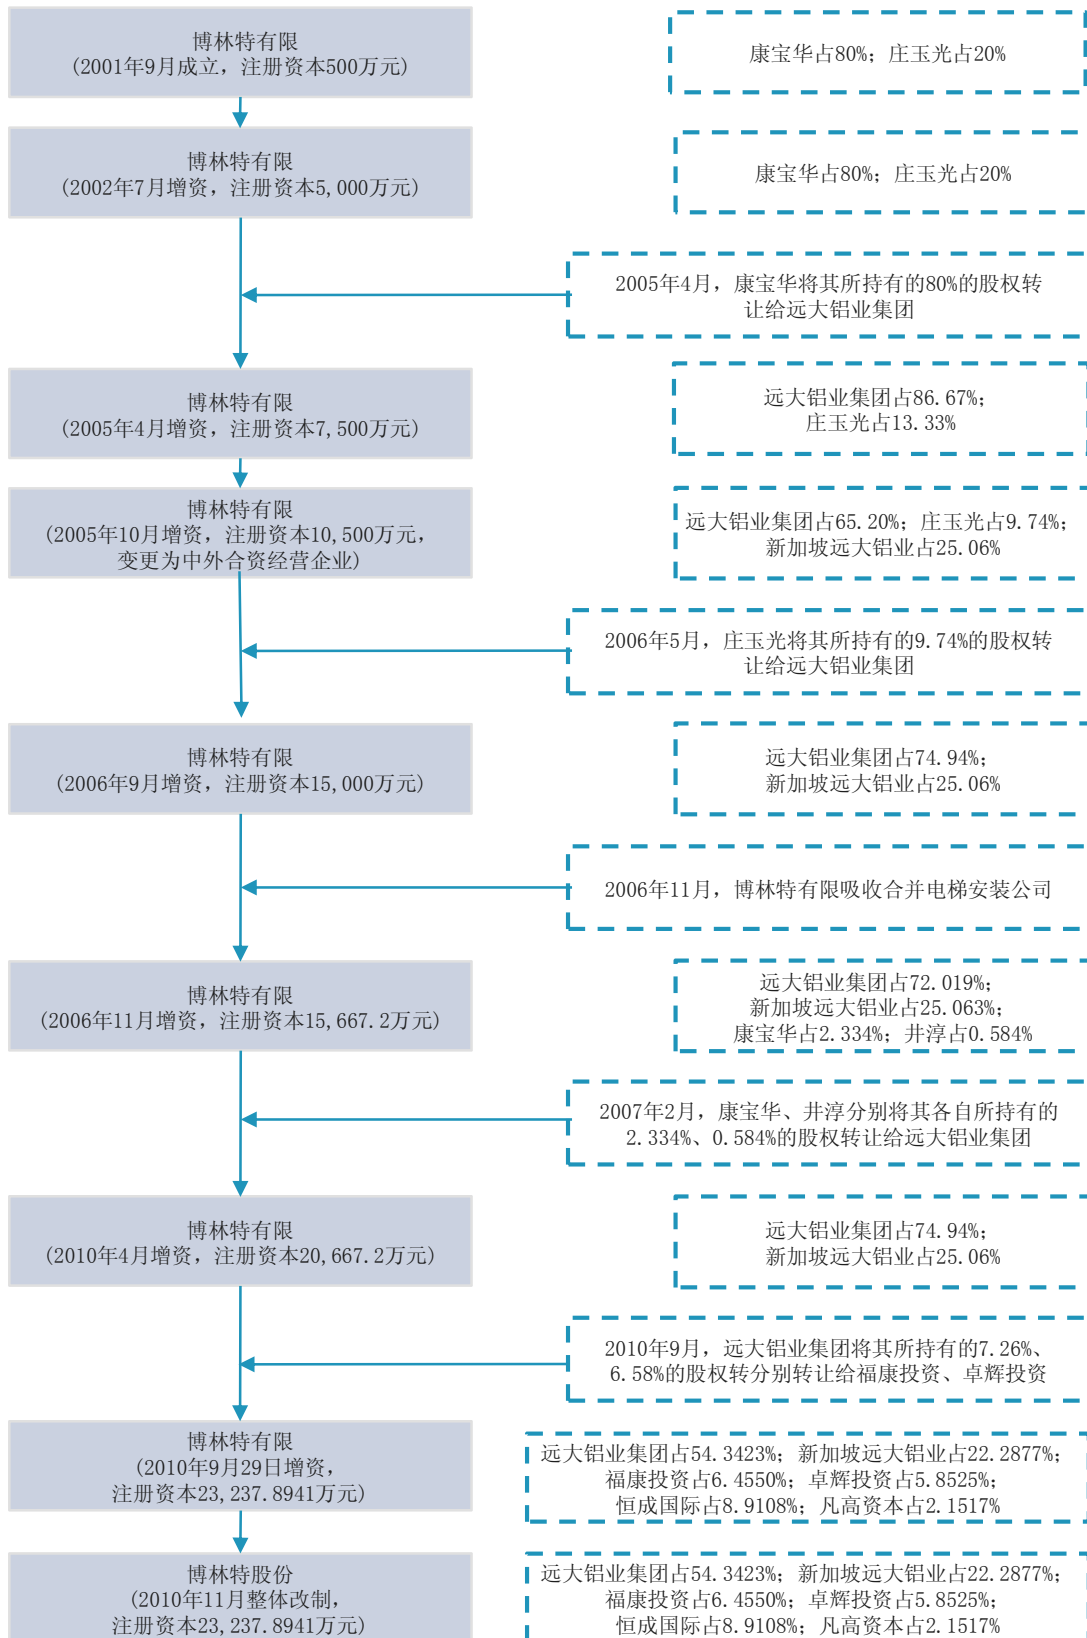 博林特有限
(2001年9月成立，注册资本500万元)
康宝华占80%；庄玉光占20%
博林特有限
(2002年7月增资，注册资本5,000万元)
康宝华占80%；庄玉光占20%
2005年4月，康宝华将其所持有的80%的股权转
让给远大铝业集团
博林特有限
(2005年4月增资，注册资本7,500万元)
远大铝业集团占86.67%；
庄玉光占13.33%
博林特有限
(2005年10月增资，注册资本10,500万元，
变更为中外合资经营企业)
远大铝业集团占65.20%；庄玉光占9.74%；
新加坡远大铝业占25.06%
2006年5月，庄玉光将其所持有的9.74%的股权转
让给远大铝业集团
博林特有限
(2006年9月增资，注册资本15,000万元)
远大铝业集团占74.94%；
新加坡远大铝业占25.06%
2006年11月，博林特有限吸收合并电梯安装公司
博林特有限
(2006年11月增资，注册资本15,667.2万元)
远大铝业集团占72.019%；
新加坡远大铝业占25.063%；
康宝华占2.334%；井淳占0.584%
2007年2月，康宝华、井淳分别将其各自所持有的
2.334%、0.584%的股权转让给远大铝业集团
博林特有限
(2010年4月增资，注册资本20,667.2万元)
远大铝业集团占74.94%；
新加坡远大铝业占25.06%
2010年9月，远大铝业集团将其所持有的7.26%、
6.58%的股权转分别转让给福康投资、卓辉投资
博林特有限
(2010年9月29日增资，
注册资本23,237.8941万元)
远大铝业集团占54.3423%；新加坡远大铝业占22.2877%；
福康投资占6.4550%；卓辉投资占5.8525%；
恒成国际占8.9108%；凡高资本占2.1517%
博林特股份
(2010年11月整体改制，
注册资本23,237.8941万元)
远大铝业集团占54.3423%；新加坡远大铝业占22.2877%；
福康投资占6.4550%；卓辉投资占5.8525%；
恒成国际占8.9108%；凡高资本占2.1517%